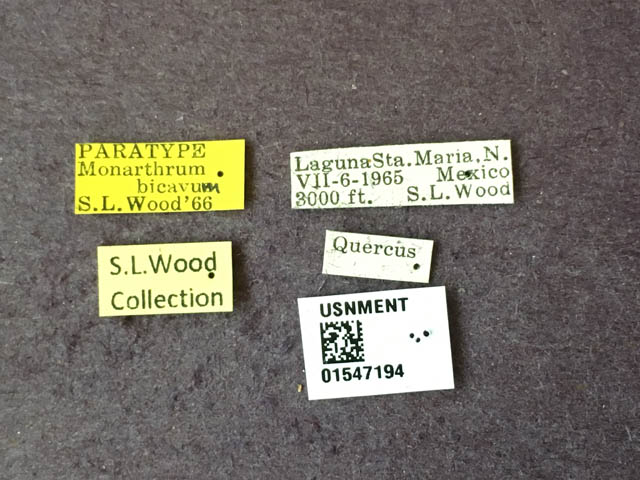 PARATYPE
Monarthrum
bicavum
S.L.Wood'66
LagunaSta.Maria,N.
VII-6-1965 Mexico
3000 ft. S.L.Wood
S.L.Wood
Collection
Quercus
USNMENT
01547194